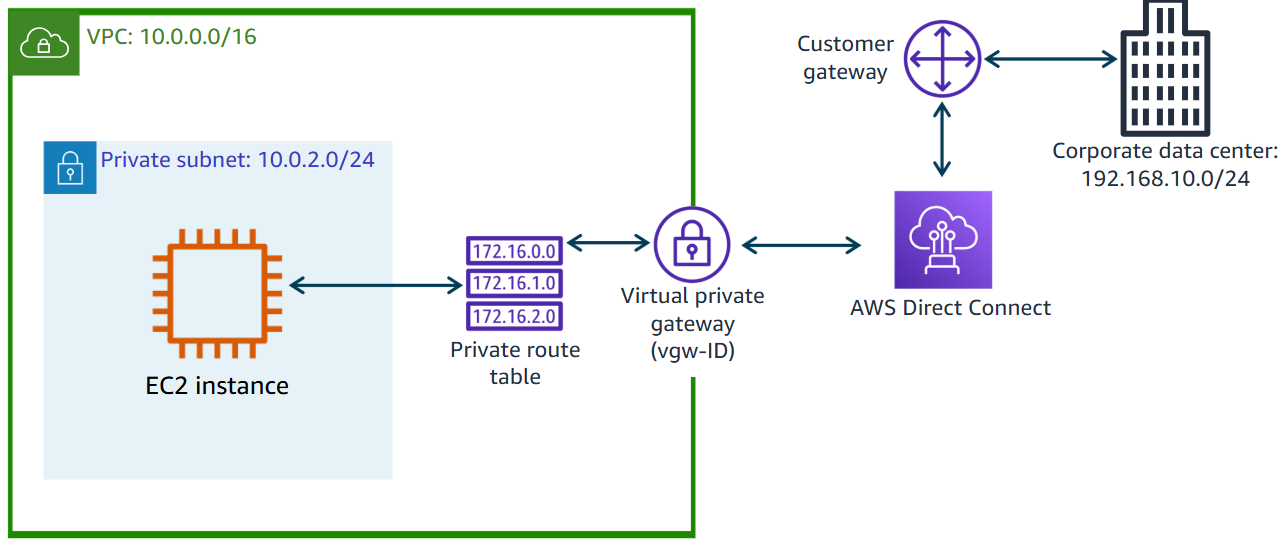 VPC: 10.0.0.0/16
Private subnet: 10.0.2.0/24
EC2 instance
172.16.0.0
172.16.1.0
172.16.2.0
Private route
table
Virtual private
gateway
(vgw-ID)
AWS Direct Connect
Customer
gateway
Corporate data center:
192.168.10.0/24